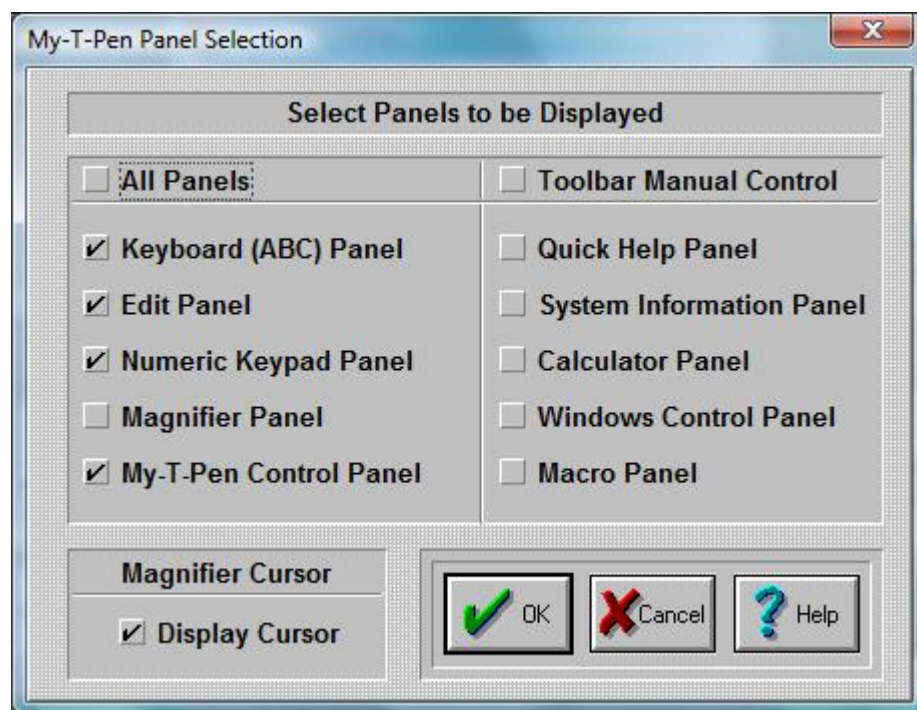 My-T-Pen Panel Selection
Select Panels to be Displayed
All Panels
Toolbar Manual Control
Keyboard (ABC) Panel
Quick Help Panel
Edit Panel
System Information Panel
Numeric Keypad Panel
Calculator Panel
Magnifier Panel
Windows Control Panel
My-T-Pen Control Panel
Macro Panel
Magnifier Cursor
Display Cursor
OK
Cancel
Help